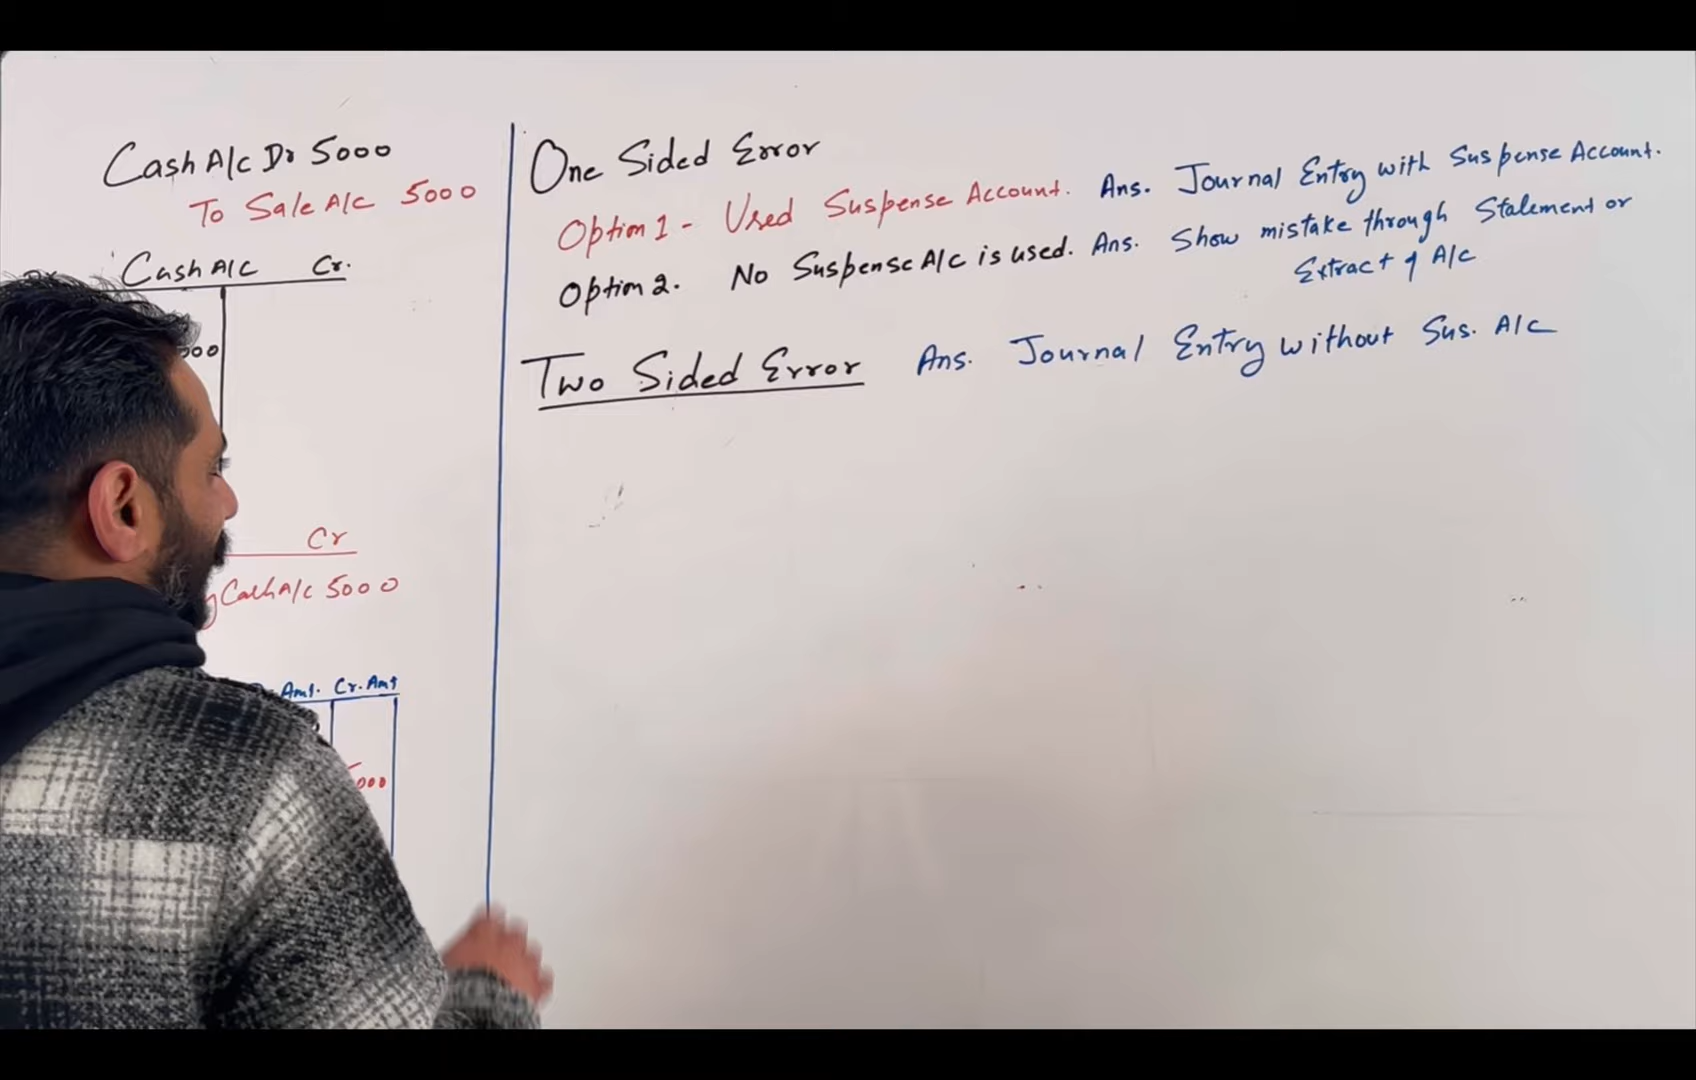 Cash A/c Dr 5000
To Sale A/c 5000
Cash A/c Cr.
000
Cr
y Cash A/c 5000
Amt. Cr. Amt
5000
One Sided Error
Option 1 - Used Suspense Account. Ans. Journal Entry with Suspense Account.
Option 2. No Suspense A/c is used. Ans. Show mistake through Statement or
Extract of A/c
Two Sided Error Ans. Journal Entry without Sus. A/c